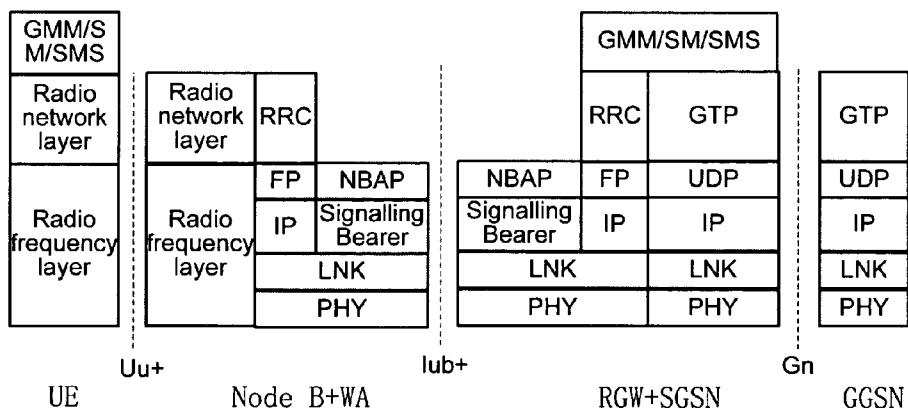 GMM/S
M/SMS
Radio
network
layer
Radio
frequency
layer
Radio
network
layer
RRC
Radio
frequency
layer
FP
NBAP
IP
Signalling
Bearer
LNK
PHY
GMM/SM/SMS
RRC
GTP
NBAP
FP
UDP
Signalling
Bearer
IP
IP
LNK
LNK
PHY
PHY
GTP
UDP
IP
LNK
PHY
Uu+
Iub+
Gn
UE
Node B+WA
RGW+SGSN
GGSN